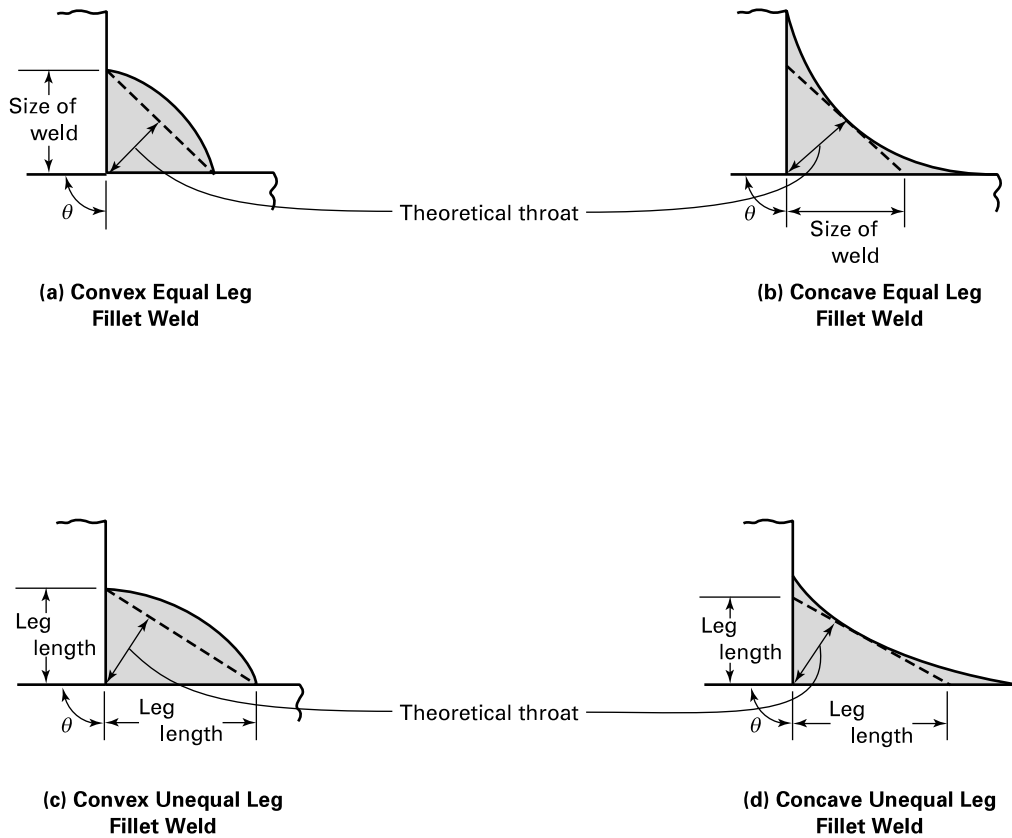 Size of
weld
θ
Theoretical throat
θ
Size of
weld
(a) Convex Equal Leg
Fillet Weld
(b) Concave Equal Leg
Fillet Weld
Leg
length
θ
Leg
length
Theoretical throat
Leg
length
θ
Leg
length
(c) Convex Unequal Leg
Fillet Weld
(d) Concave Unequal Leg
Fillet Weld